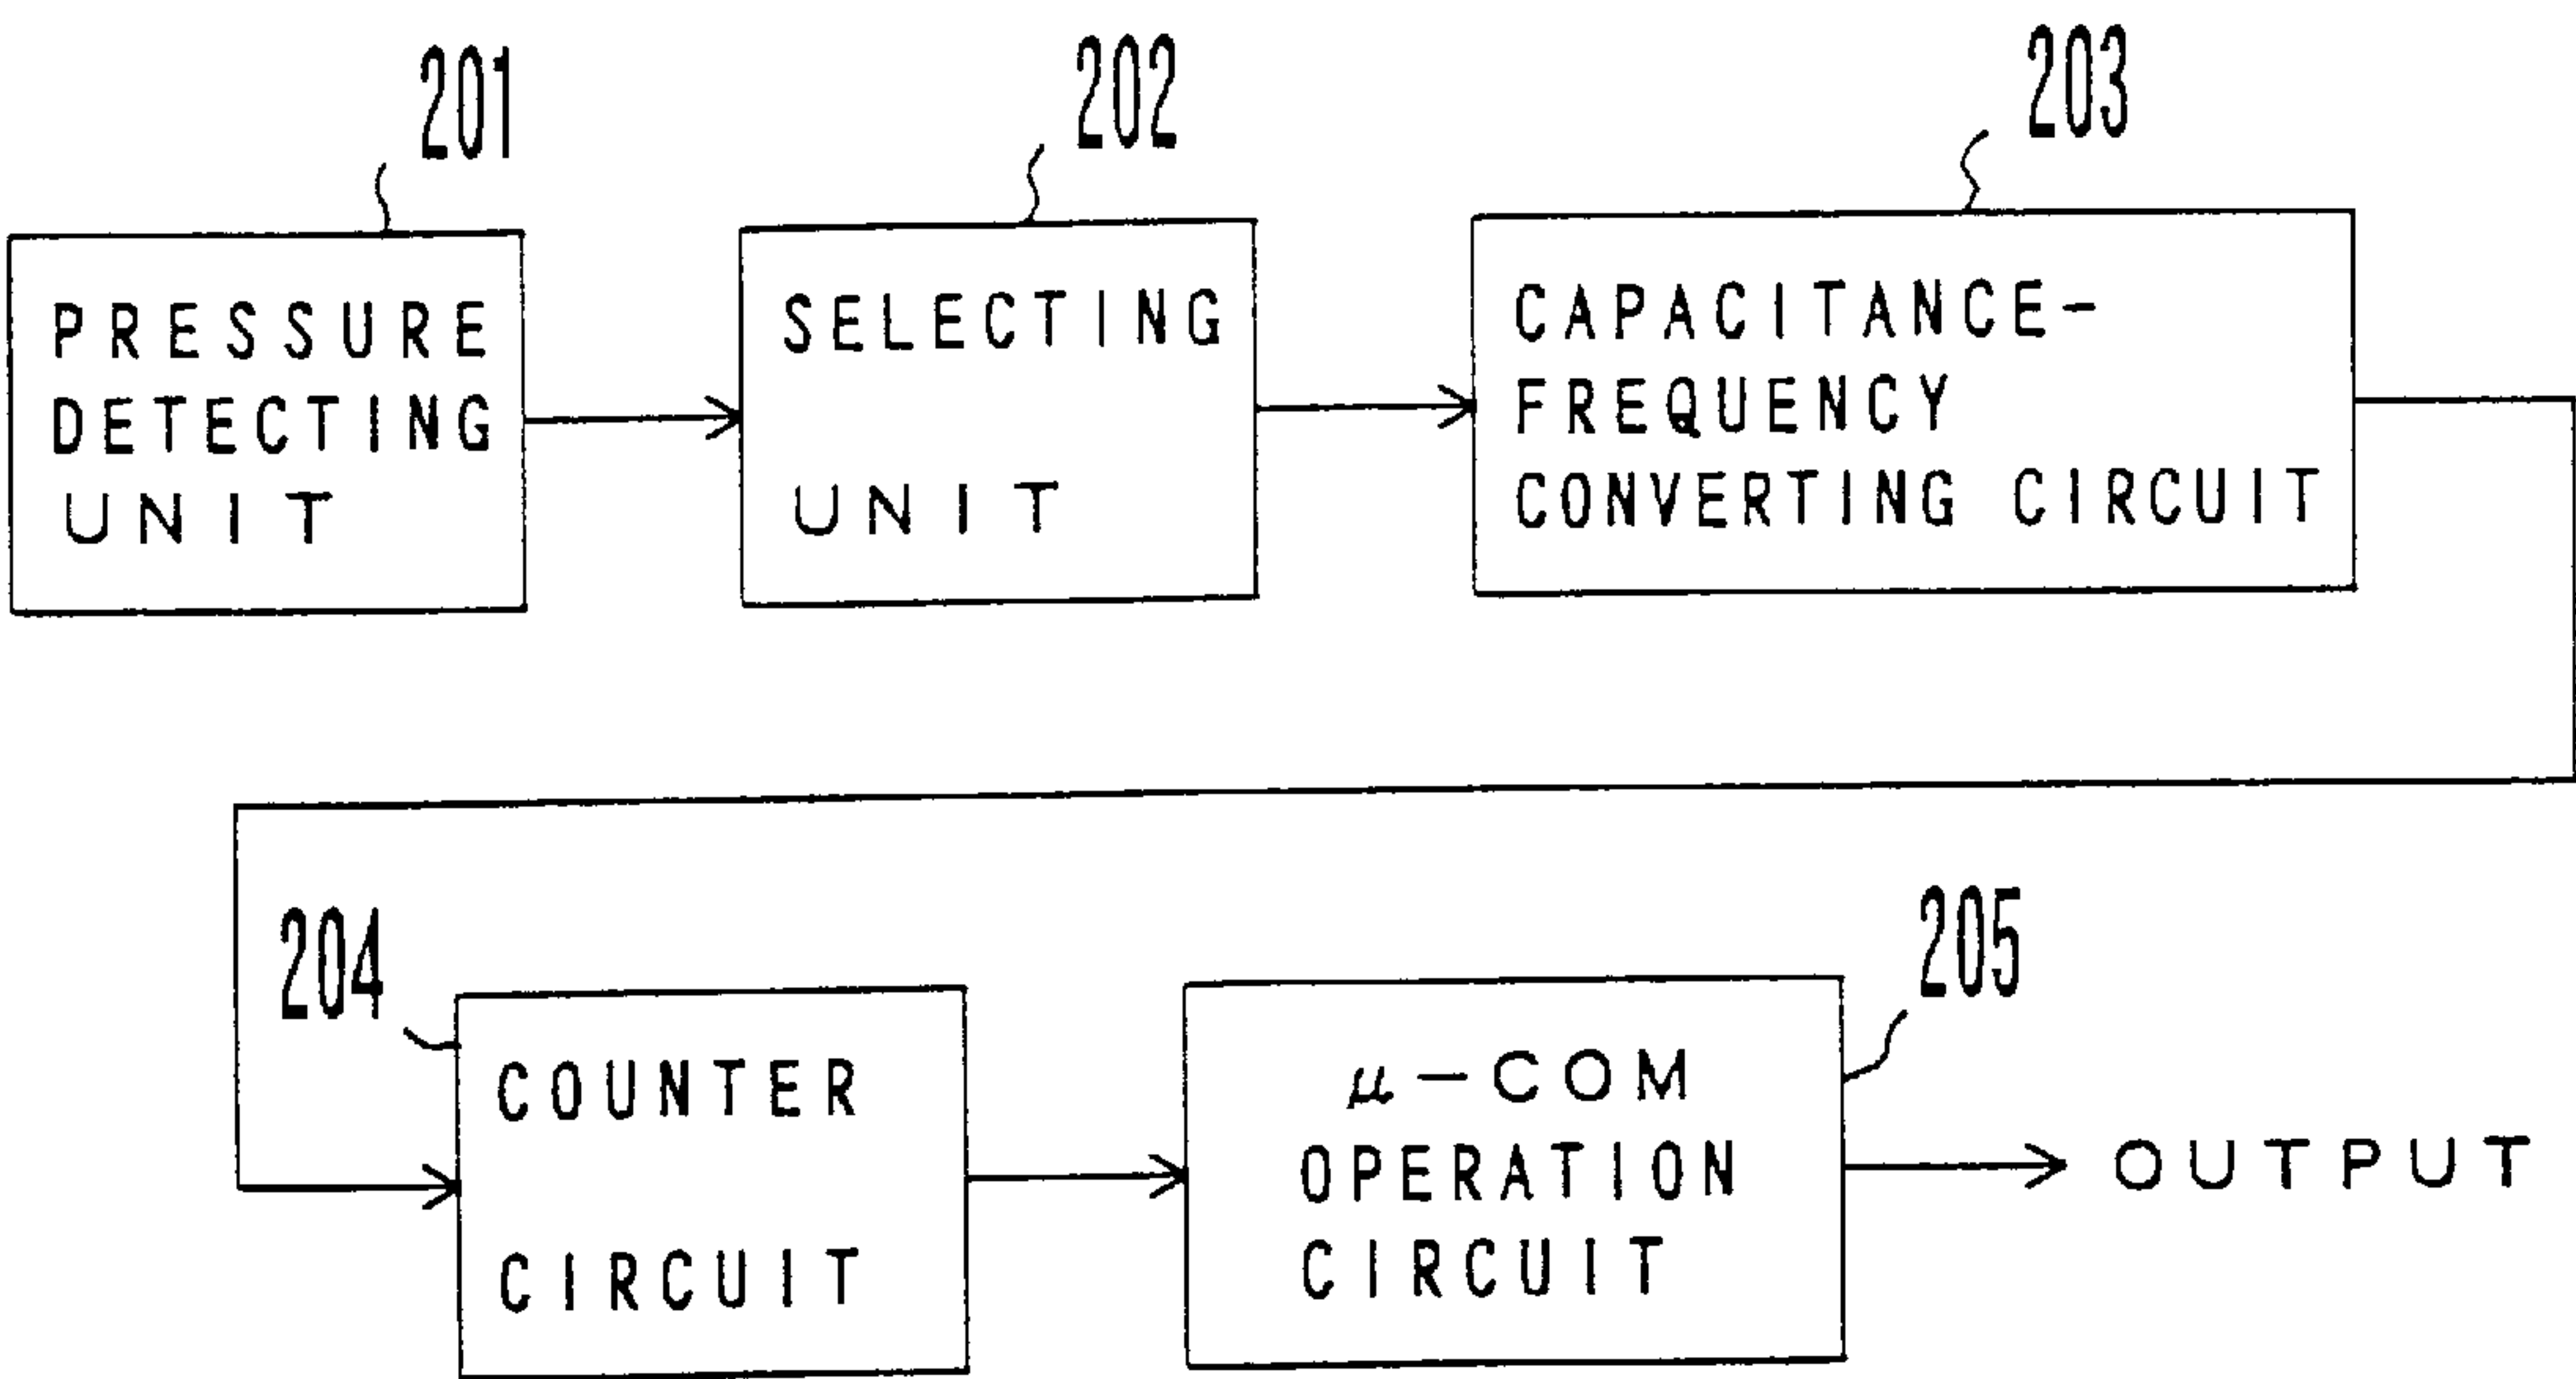 201
202
203
PRESSURE
DETECTING
UNIT
SELECTING
UNIT
CAPACITANCE-
FREQUENCY
CONVERTING CIRCUIT
204
205
COUNTER
CIRCUIT
μ-COM
OPERATION
CIRCUIT
OUTPUT